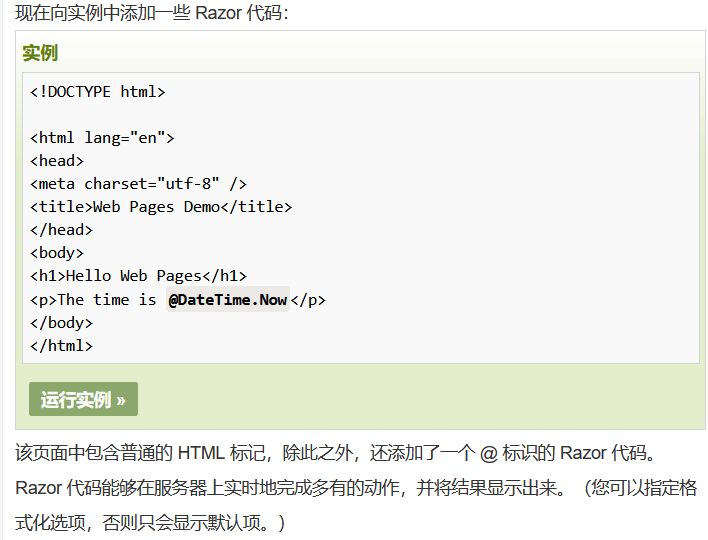 现在向实例中添加一些 Razor 代码：
实例
<!DOCTYPE html>
<html lang="en">
<head>
<meta charset="utf-8" />
<title>Web Pages Demo</title>
</head>
<body>
<h1>Hello Web Pages</h1>
<p>The time is @DateTime.Now</p>
</body>
</html>
运行实例 »
该页面中包含普通的 HTML 标记，除此之外，还添加了一个 @ 标识的 Razor 代码。
Razor 代码能够在服务器上实时地完成多有的动作，并将结果显示出来。（您可以指定格
式化选项，否则只会显示默认项。）